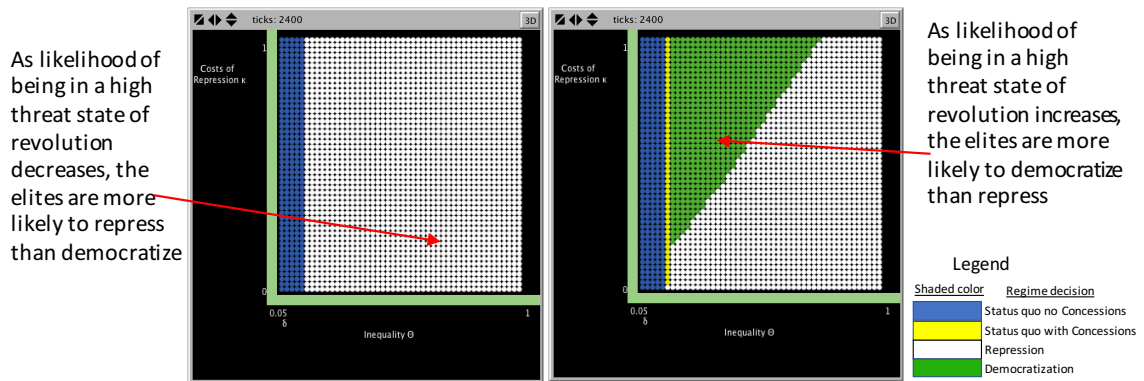 As likelihood of
being in a high
threat state of
revolution
decreases, the
elites are more
likely to repress
than democratize
ticks: 2400
3D
1
Costs of
Repression κ
0
0.05
δ
1
Inequality Θ
ticks: 2400
3D
1
Costs of
Repression κ
0
0.05
δ
1
Inequality Θ
As likelihood of
being in a high
threat state of
revolution increases,
the elites are more
likely to democratize
than repress
Legend
Shaded color Regime decision
Status quo no Concessions
Status quo with Concessions
Repression
Democratization